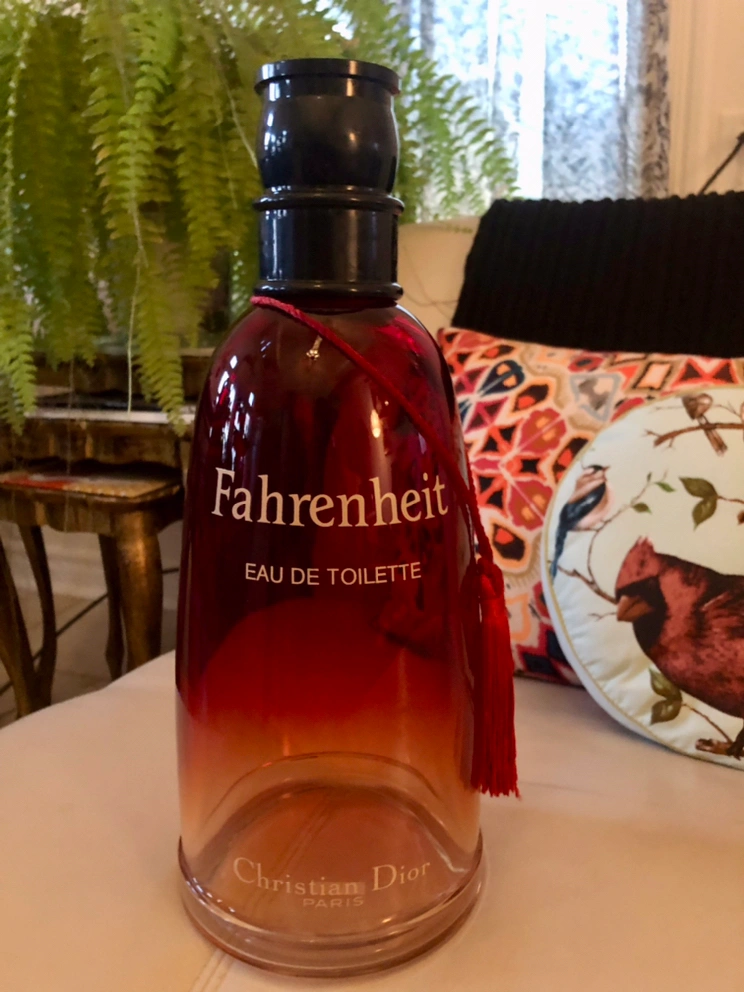 Fahrenheit
EAU DE TOILETTE
Christian Dior
PARIS